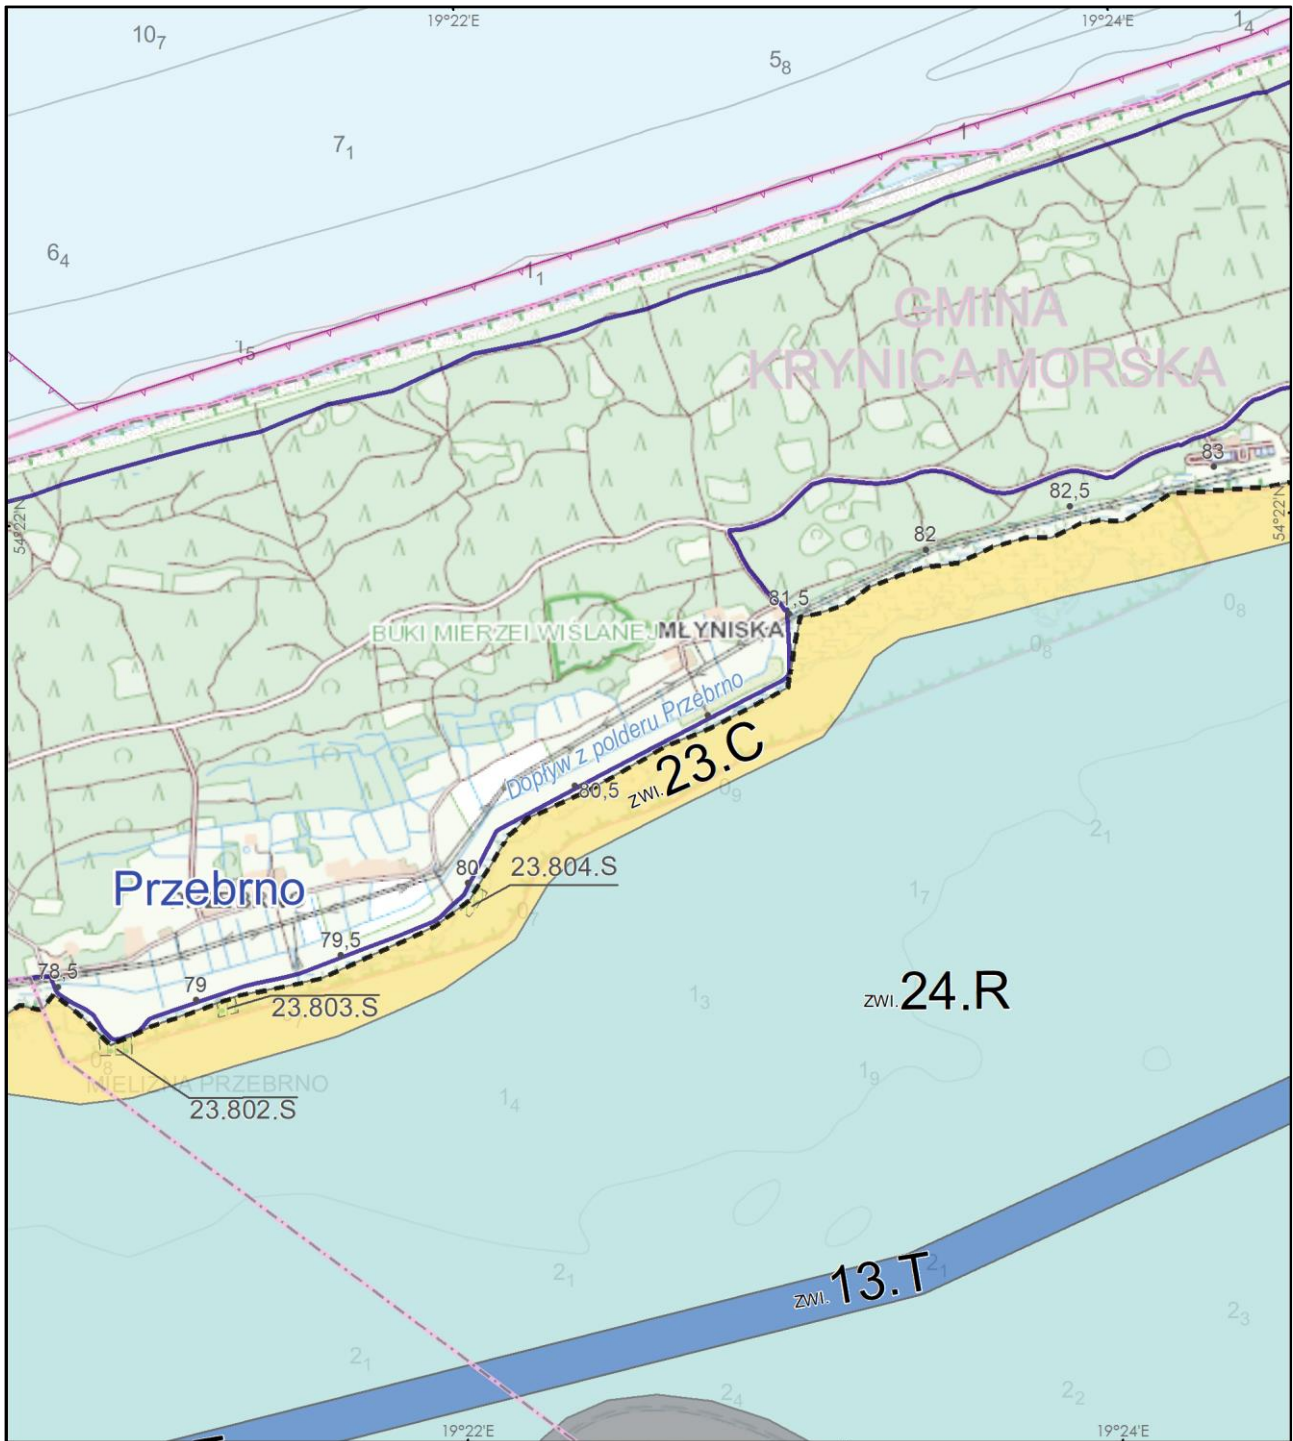 19°22'E
19°24'E
10₇
1₄
5₈
7₁
1
6₄
1₁
1₅
GMINA
KRYNICA MORSKA
83
82,5
54°22'N
54°22'N
82
81,5
0₈
BUKI MIERZEI WIŚLANEJ
MŁYNISKA
0₈
Dopływ z polderu Przebrno
ZWI.23.C
80,5
0₉
2₁
80
23.804.S
Przebrno
1₇
0₇
79,5
78,5
79
23.803.S
1₃
ZWI.24.R
0₈
MIELIZNA PRZEBRNO
1₉
23.802.S
1₄
2₁
2₁
ZWI.13.T
2₃
2₁
2₄
2₂
19°22'E
19°24'E